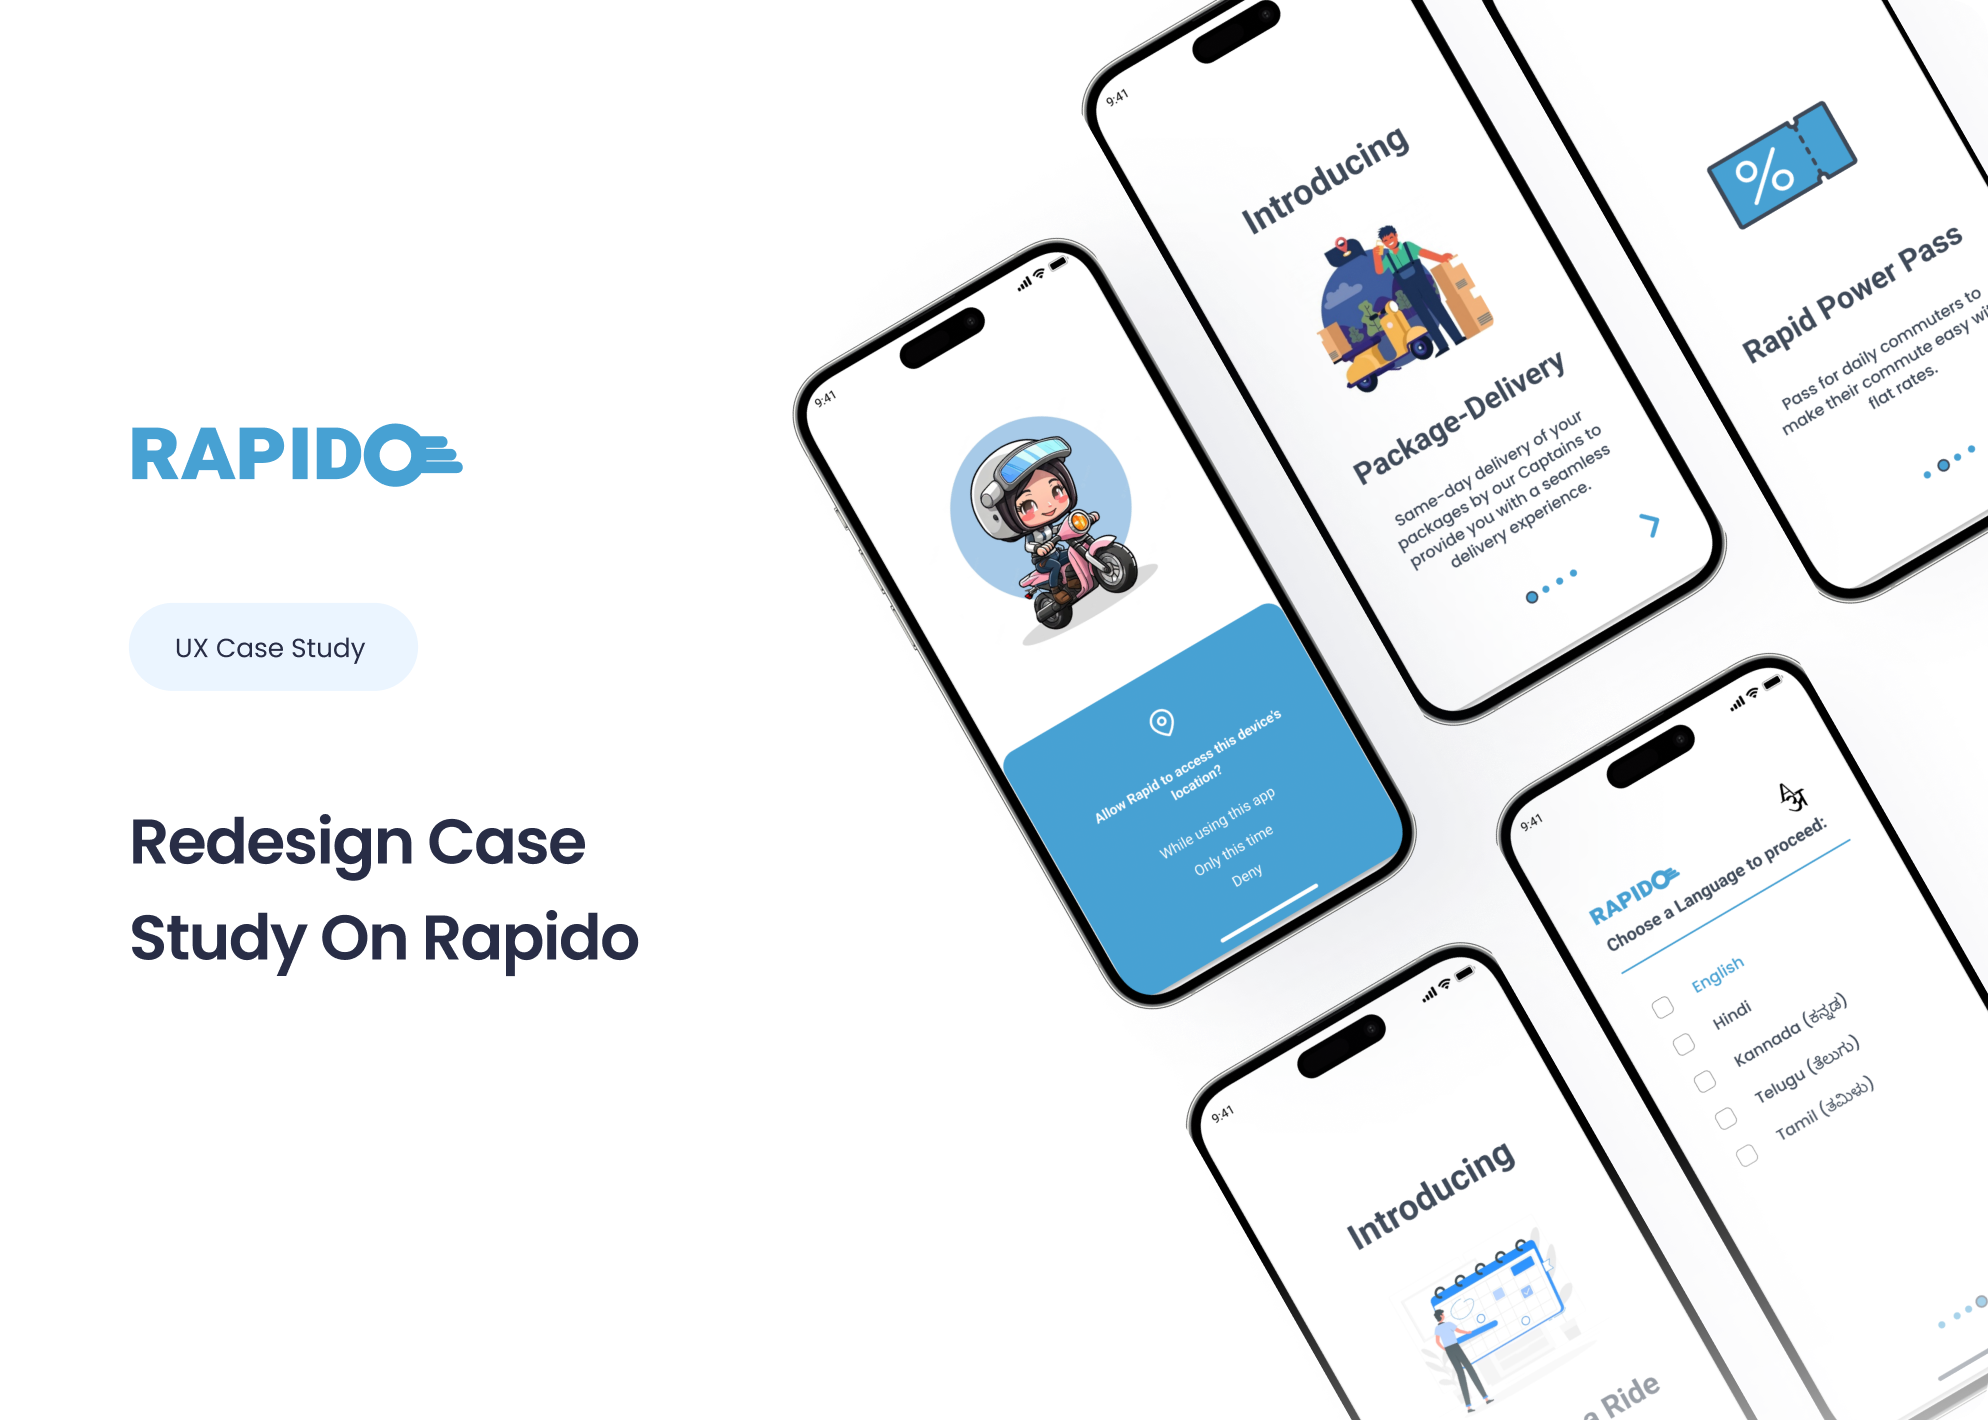 RAPIDO
UX Case Study
Redesign Case
Study On Rapido
9:41
Allow Rapid to access this device's
location?
While using this app
Only this time
Deny
9:41
Introducing
Package-Delivery
Same-day delivery of your
packages by our Captains to
provide you with a seamless
delivery experience.
%
Rapid Power Pass
Pass for daily commuters to
make their commute easy
flat rates.
9:41
Introducing
a Ride
9:41
RAPIDO
Choose a Language to proceed:
English
Hindi
Kannada (ಕನ್ನಡ)
Telugu (ತೆಲುಗು)
Tamil (ತಮಿಳು)